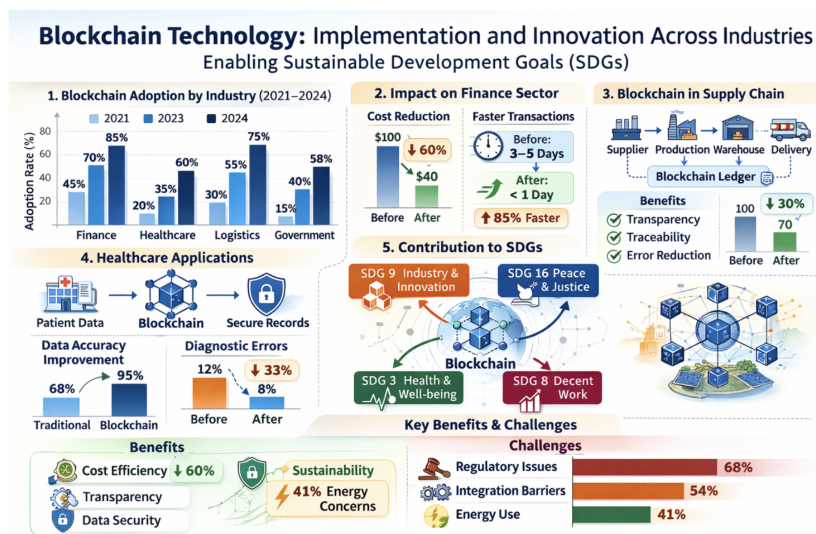 Blockchain Technology: Implementation and Innovation Across Industries
Enabling Sustainable Development Goals (SDGs)
1. Blockchain Adoption by Industry (2021–2024)
2021 2023 2024
Adoption Rate (%)
80
60
40
20
45% 70% 85%
20% 35% 60%
30% 55% 75%
15% 40% 58%
Finance Healthcare Logistics Government
2. Impact on Finance Sector
Cost Reduction
$100
↓ 60%
$40
Before After
Faster Transactions
Before:
3–5 Days
After:
< 1 Day
↑ 85% Faster
3. Blockchain in Supply Chain
Supplier Production Warehouse Delivery
Blockchain Ledger
Benefits
Transparency
Traceability
Error Reduction
100
↓ 30%
70
Before After
4. Healthcare Applications
Patient Data Blockchain Secure Records
Data Accuracy
Improvement
68% 95%
Traditional Blockchain
Diagnostic Errors
12%
↓ 33%
8%
Before After
5. Contribution to SDGs
SDG 9 Industry &
Innovation
SDG 16 Peace
& Justice
Blockchain
SDG 3 Health &
Well-being
SDG 8 Decent
Work
Key Benefits & Challenges
Benefits
Cost Efficiency ↓ 60%
Transparency
Data Security
Sustainability
41% Energy
Concerns
Challenges
Regulatory Issues 68%
Integration Barriers 54%
Energy Use 41%